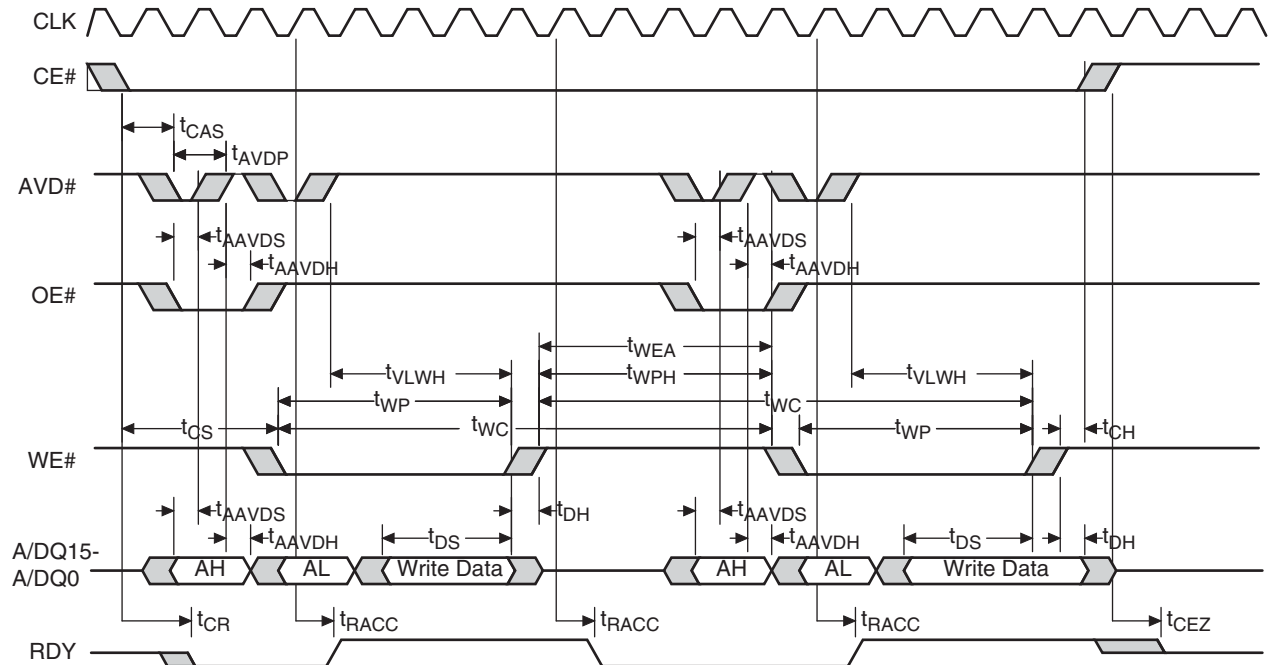 CLK
CE#
tCAS
tAVDP
AVD#
tAAVDS tAAVDS
tAAVDH tAAVDH
OE#
tWEA
tVLWH tWPH tVLWH
tWP tWC
tCS tWC tWP tCH
WE#
tAAVDS tDH tAAVDS
tAAVDH tDS tAAVDH tDS tDH
A/DQ15-
A/DQ0
AH AL Write Data AH AL Write Data
tCR tRACC tRACC tRACC tCEZ
RDY